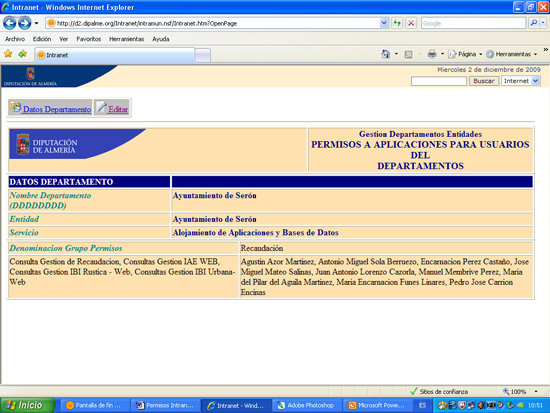 Intranet - Windows Internet Explorer
http://d2.dipalme.org/Intranet/intramun.nsf/Intranet.htm?OpenPage
Google
Archivo Edición Ver Favoritos Herramientas Ayuda
Intranet
Página Herramientas
DIPUTACIÓN DE ALMERÍA
Miercoles 2 de diciembre de 2009
Buscar Internet
Datos Departamento Editar
DIPUTACIÓN
DE ALMERÍA
Gestion Departamentos Entidades
PERMISOS A APLICACIONES PARA USUARIOS
DEL
DEPARTAMENTOS
DATOS DEPARTAMENTO
Nombre Departamento
(DDDDDDDD)
Ayuntamiento de Serón
Entidad Ayuntamiento de Serón
Servicio Alojamiento de Aplicaciones y Bases de Datos
Denominacion Grupo Permisos Recaudación
Consulta Gestion de Recaudacion, Consultas Gestion IAE WEB,
Consultas Gestion IBI Rustica - Web, Consultas Gestion IBI Urbana-
Web
Agustin Azor Martinez, Antonio Miguel Sola Berruezo, Encarnacion Perez Castaño, Jose
Miguel Mateo Salinas, Juan Antonio Lorenzo Cazorla, Manuel Membrive Perez, Maria
del Pilar del Aguila Martinez, Maria Encarnacion Funes Linares, Pedro Jose Carrion
Encinas
Sitios de confianza 100%
Inicio Pantalla de fin ... Permisos Intran... Intranet - Wind... Adobe Photoshop Microsoft Powe... ES 10:51